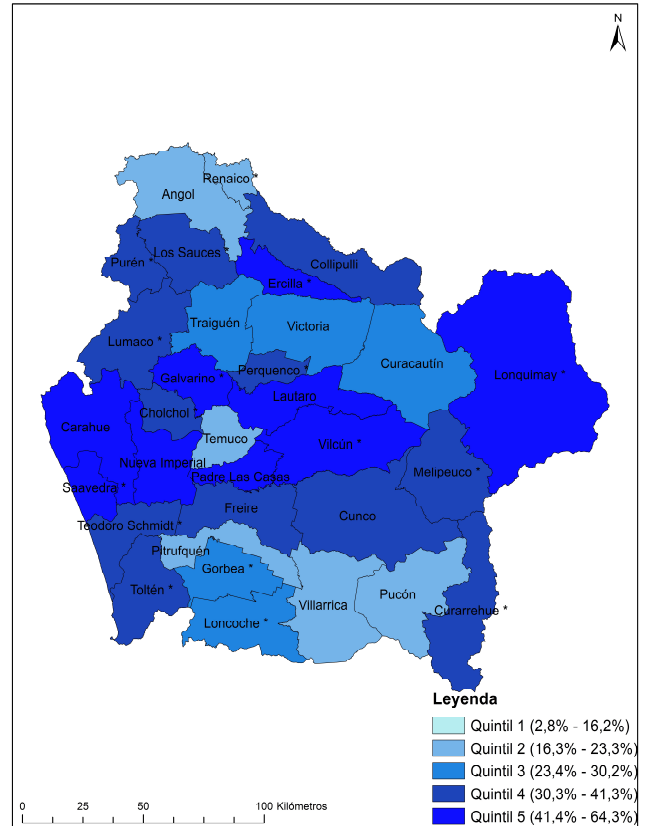 N
Renaico *
Angol
Los Sauces *
Purén *
Collipulli
Ercilla *
Traiguén
Victoria
Lumaco *
Curacautín
Perquenco *
Lonquimay *
Galvarino *
Lautaro
Cholchol *
Carahue
Temuco
Vilcún *
Nueva Imperial
Melipeuco *
Padre Las Casas
Saavedra *
Freire *
Cunco
Teodoro Schmidt *
Pitrufquén *
Gorbea *
Toltén *
Pucón
Villarrica
Curarrehue *
Loncoche *
Leyenda
Quintil 1 (2,8% - 16,2%)
Quintil 2 (16,3% - 23,3%)
Quintil 3 (23,4% - 30,2%)
Quintil 4 (30,3% - 41,3%)
Quintil 5 (41,4% - 64,3%)
0 25 50 100 Kilómetros